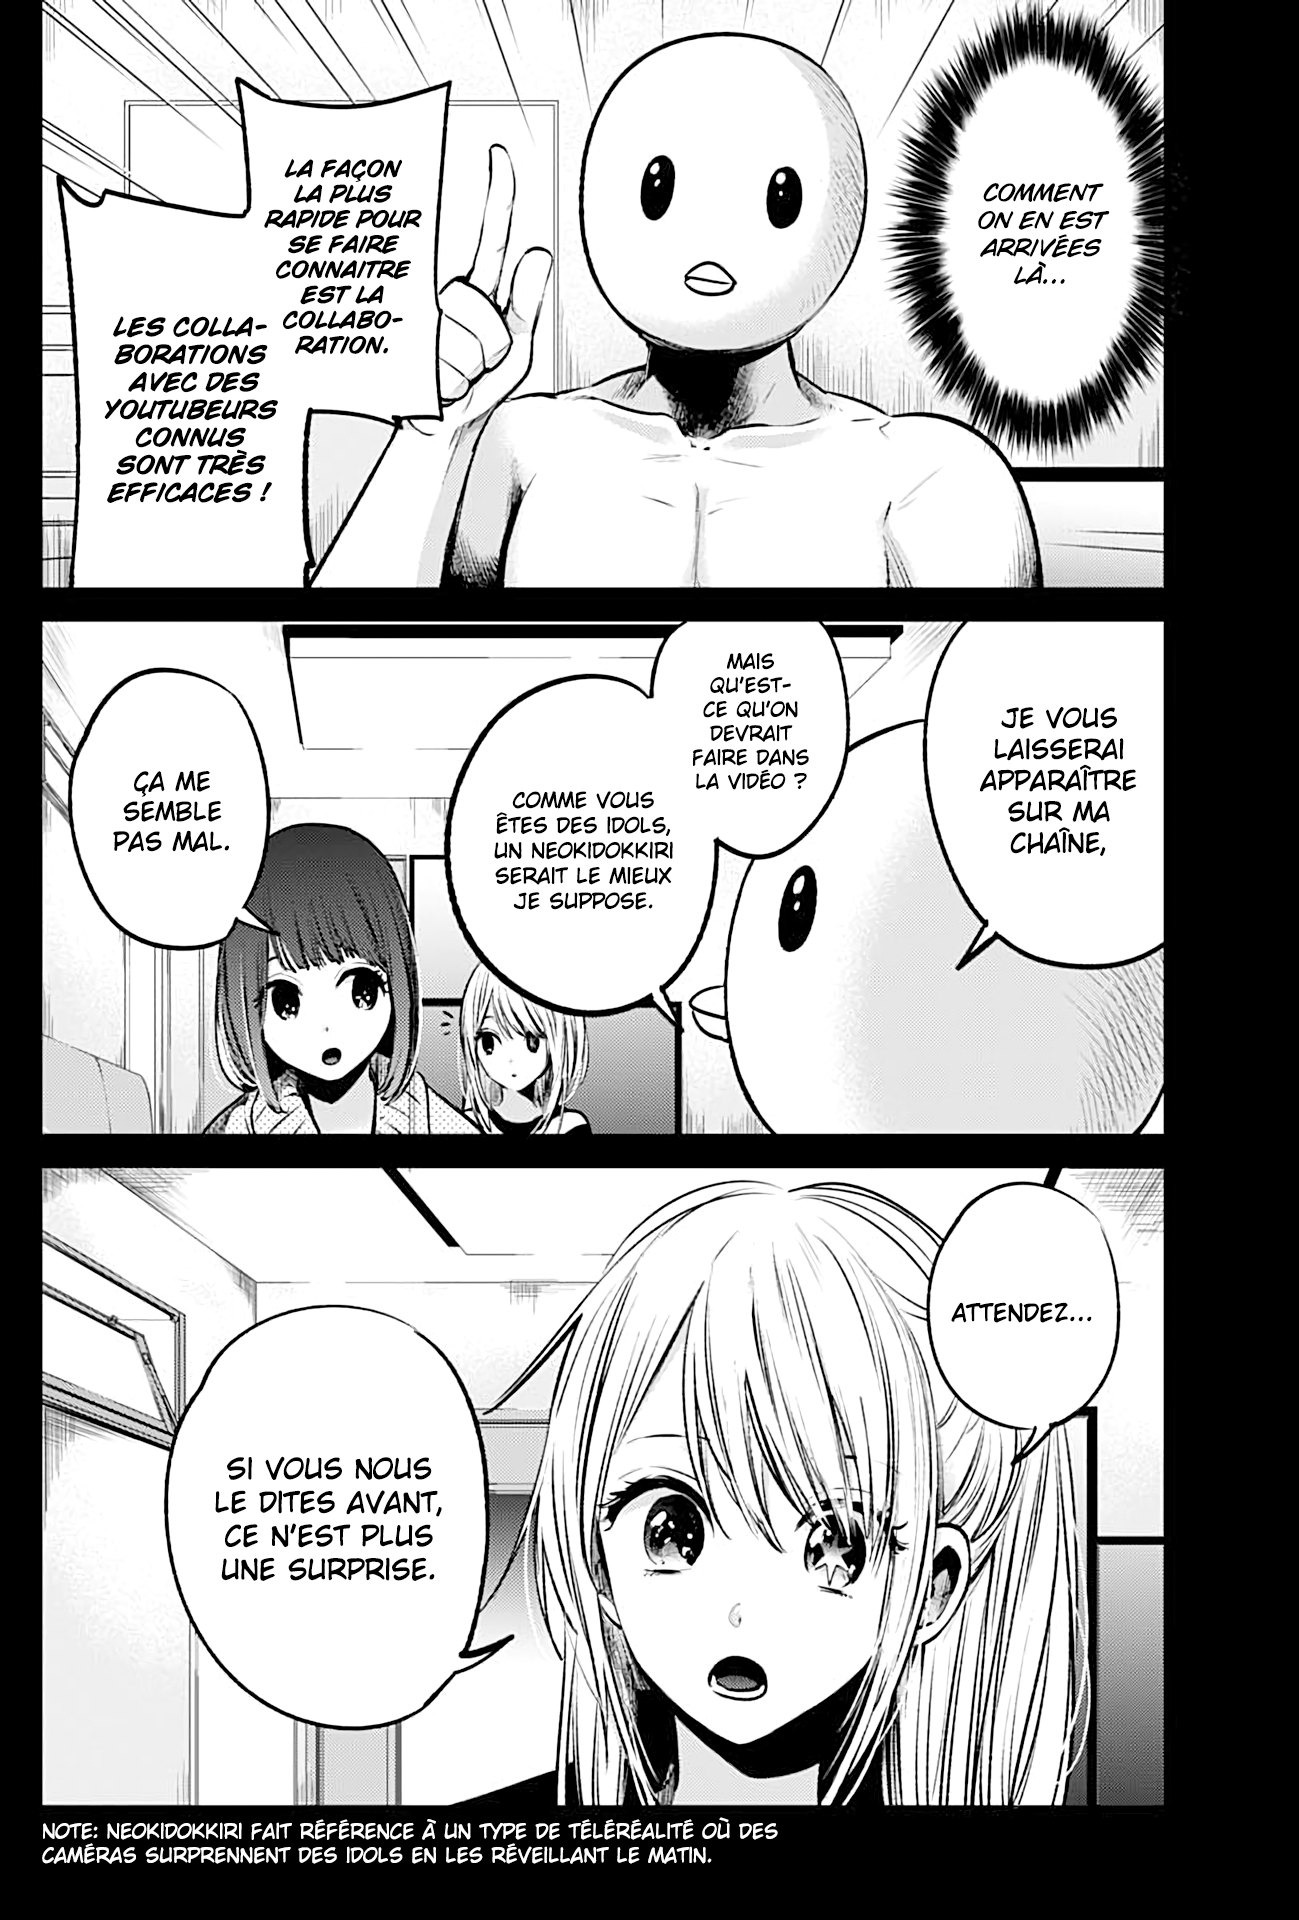 COMMENT
ON EN EST
ARRIVÉES
LÀ...
LA FAÇON
LA PLUS
RAPIDE POUR
SE FAIRE
CONNAITRE
EST LA
COLLABO-
RATION.
LES COLLA-
BORATIONS
AVEC DES
YOUTUBEURS
CONNUS
SONT TRÈS
EFFICACES !
JE VOUS
LAISSERAI
APPARAÎTRE
SUR MA
CHAÎNE,
MAIS
QU'EST-
CE QU'ON
DEVRAIT
FAIRE DANS
LA VIDÉO ?
COMME VOUS
ÊTES DES IDOLS,
UN NEOKIDOKKIRI
SERAIT LE MIEUX
JE SUPPOSE.
ÇA ME
SEMBLE
PAS MAL.
ATTENDEZ...
SI VOUS NOUS
LE DITES AVANT,
CE N'EST PLUS
UNE SURPRISE.
NOTE: NEOKIDOKKIRI FAIT RÉFÉRENCE À UN TYPE DE TÉLÉRÉALITÉ OÙ DES
CAMÉRAS SURPRENNENT DES IDOLS EN LES RÉVEILLANT LE MATIN.